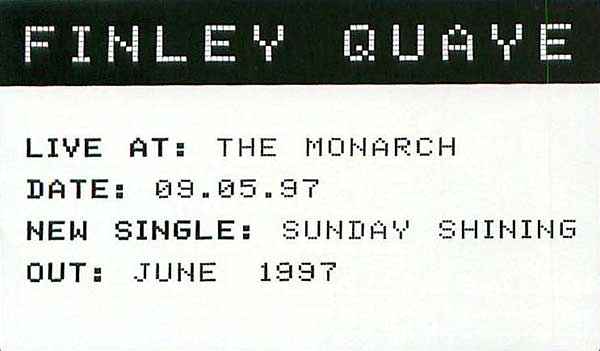 FINLEY QUAYE
LIVE AT: THE MONARCH
DATE: 09.05.97
NEW SINGLE: SUNDAY SHINING
OUT: JUNE 1997